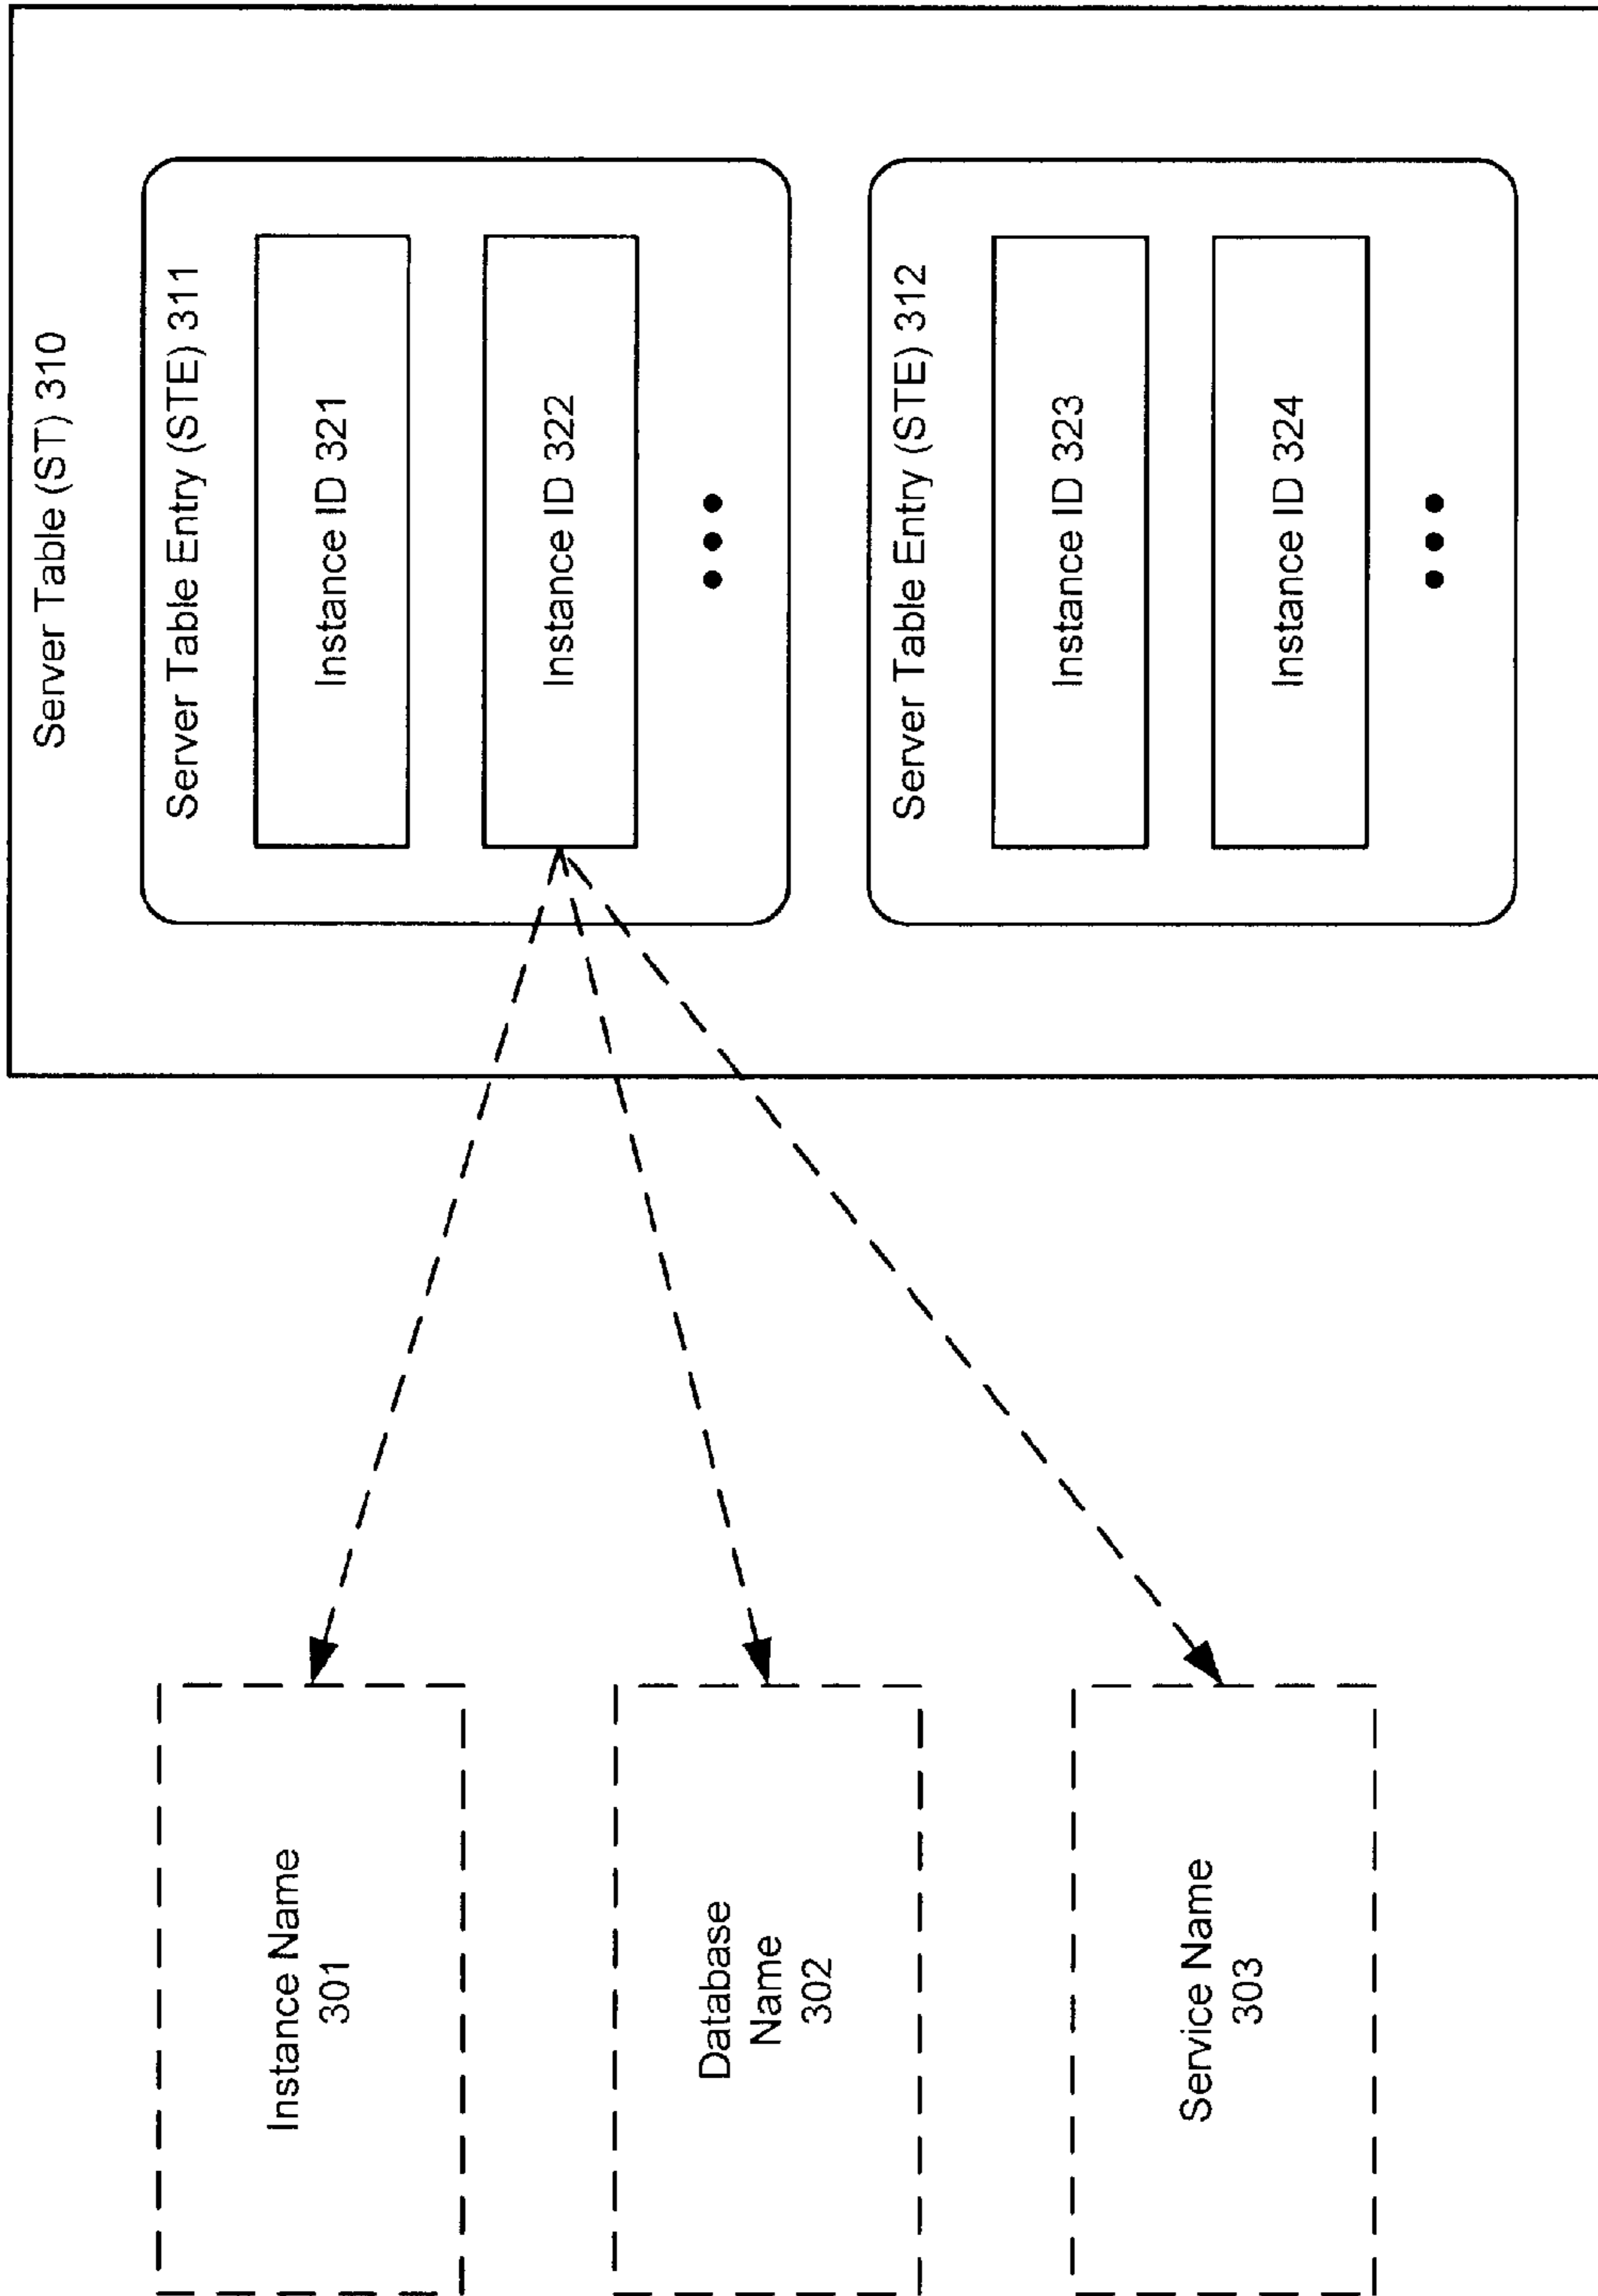 Server Table (ST) 310
Server Table Entry (STE) 311
Instance ID 321
Instance ID 322
Server Table Entry (STE) 312
Instance ID 323
Instance ID 324
Instance Name
301
Database
Name
302
Service Name
303